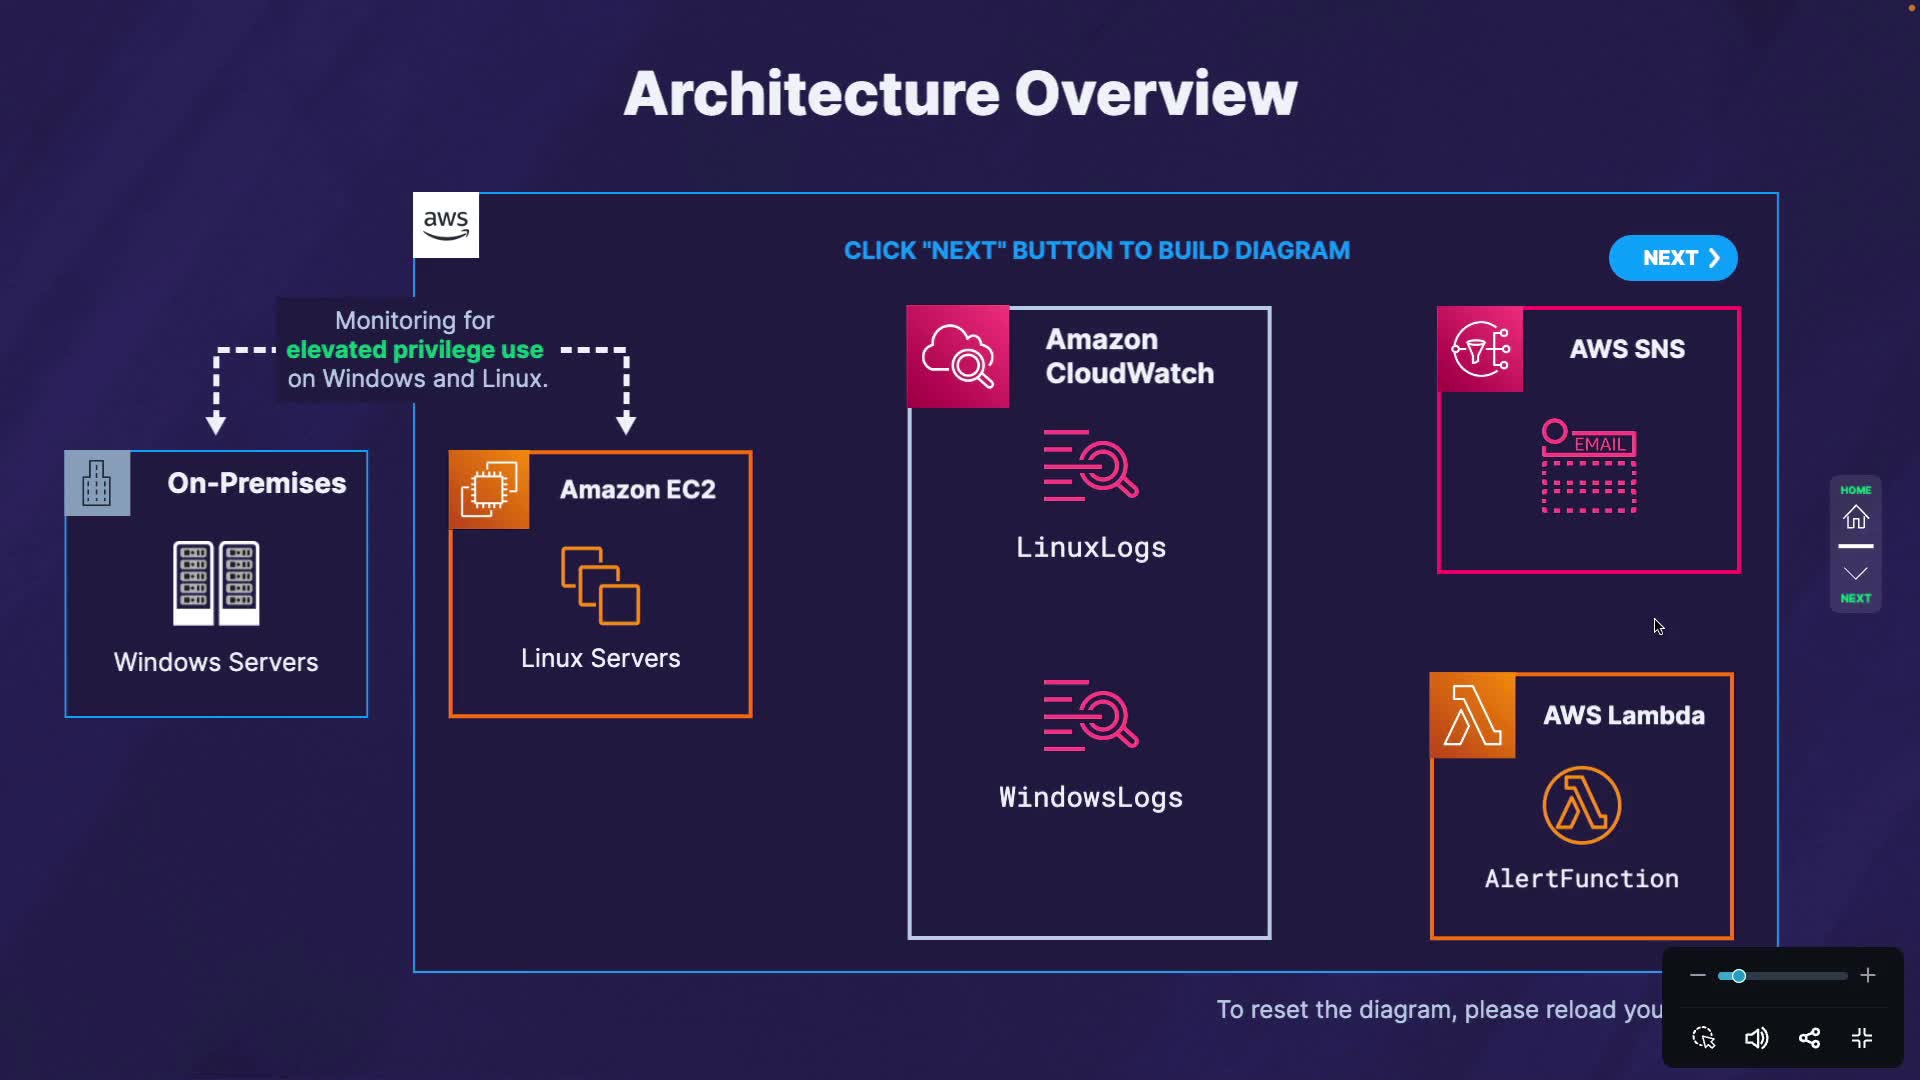 Architecture Overview
aws
CLICK "NEXT" BUTTON TO BUILD DIAGRAM
NEXT
Monitoring for
elevated privilege use
on Windows and Linux.
On-Premises
Windows Servers
Amazon EC2
Linux Servers
Amazon
CloudWatch
LinuxLogs
WindowsLogs
AWS SNS
EMAIL
AWS Lambda
AlertFunction
HOME
NEXT
To reset the diagram, please reload you